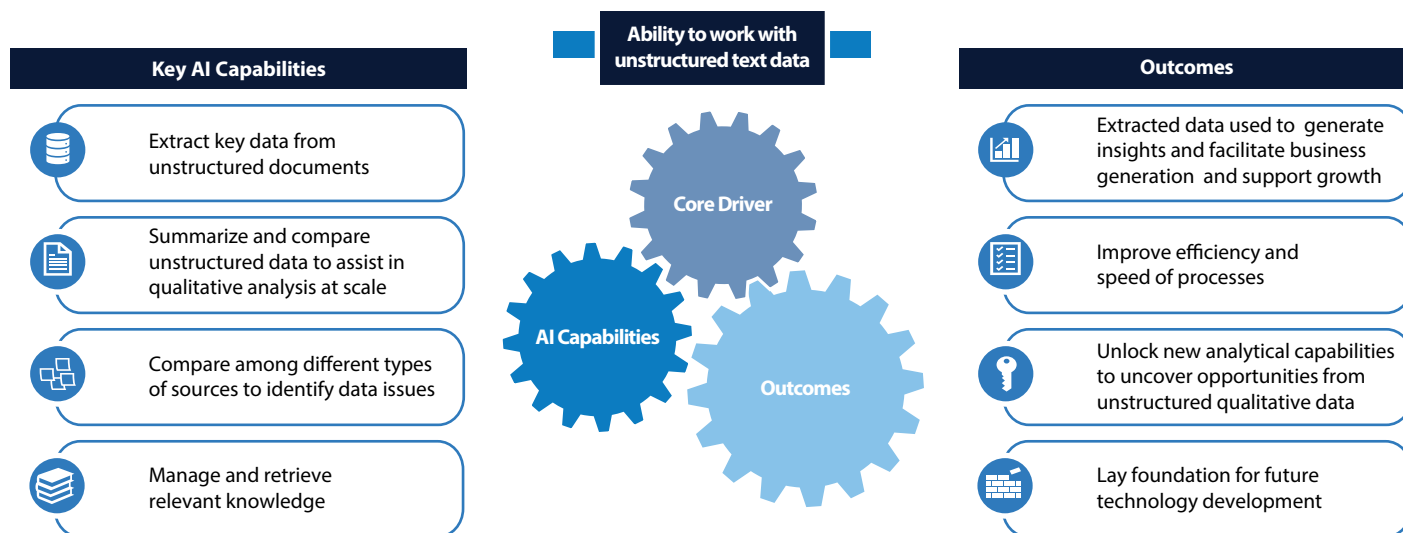 Ability to work with
unstructured text data
Key AI Capabilities
Extract key data from
unstructured documents
Summarize and compare
unstructured data to assist in
qualitative analysis at scale
Compare among different types
of sources to identify data issues
Manage and retrieve
relevant knowledge
Core Driver
AI Capabilities
Outcomes
Outcomes
Extracted data used to generate
insights and facilitate business
generation and support growth
Improve efficiency and
speed of processes
Unlock new analytical capabilities
to uncover opportunities from
unstructured qualitative data
Lay foundation for future
technology development